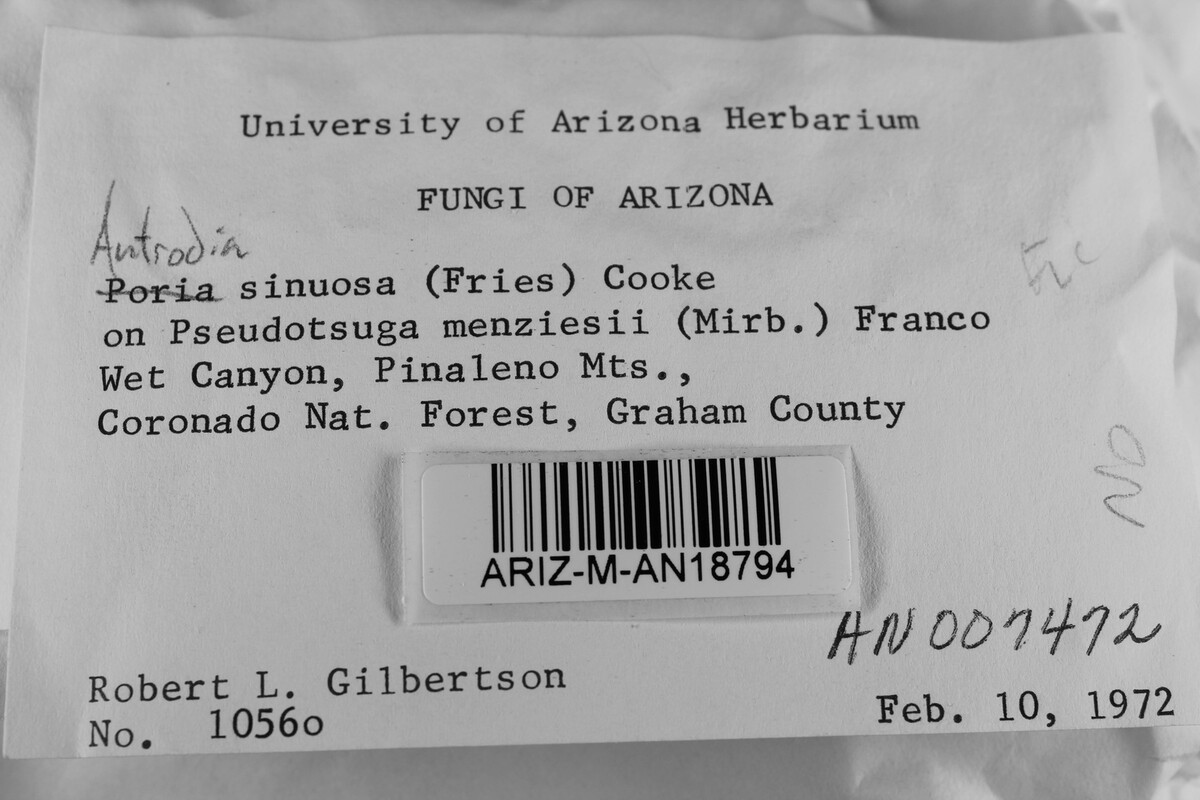 University of Arizona Herbarium
FUNGI OF ARIZONA
Antrodia
Poria sinuosa (Fries) Cooke
on Pseudotsuga menziesii (Mirb.) Franco
Wet Canyon, Pinaleno Mts.,
Coronado Nat. Forest, Graham County
ARIZ-M-AN18794
AN 007472
Robert L. Gilbertson
No. 1056o
Feb. 10, 1972